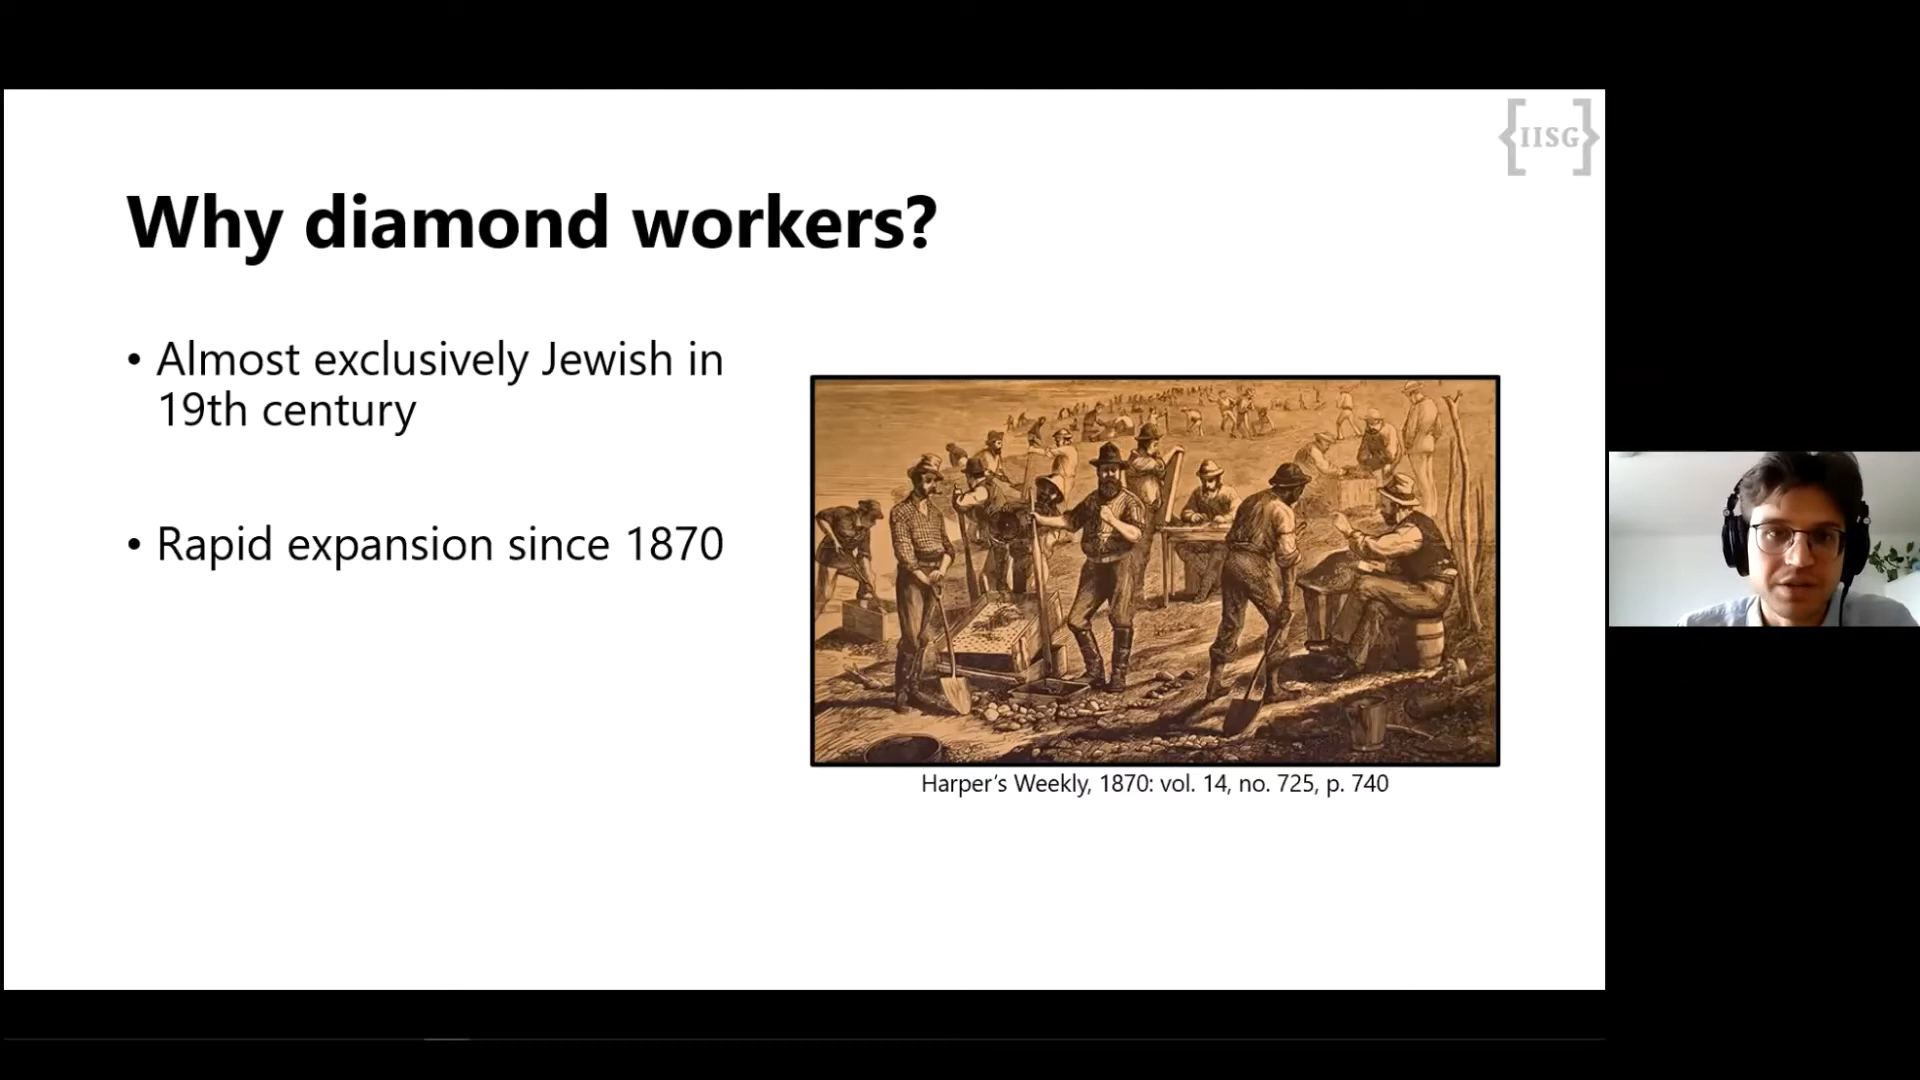 {IISG}
Why diamond workers?
• Almost exclusively Jewish in
19th century
• Rapid expansion since 1870
Harper's Weekly, 1870: vol. 14, no. 725, p. 740